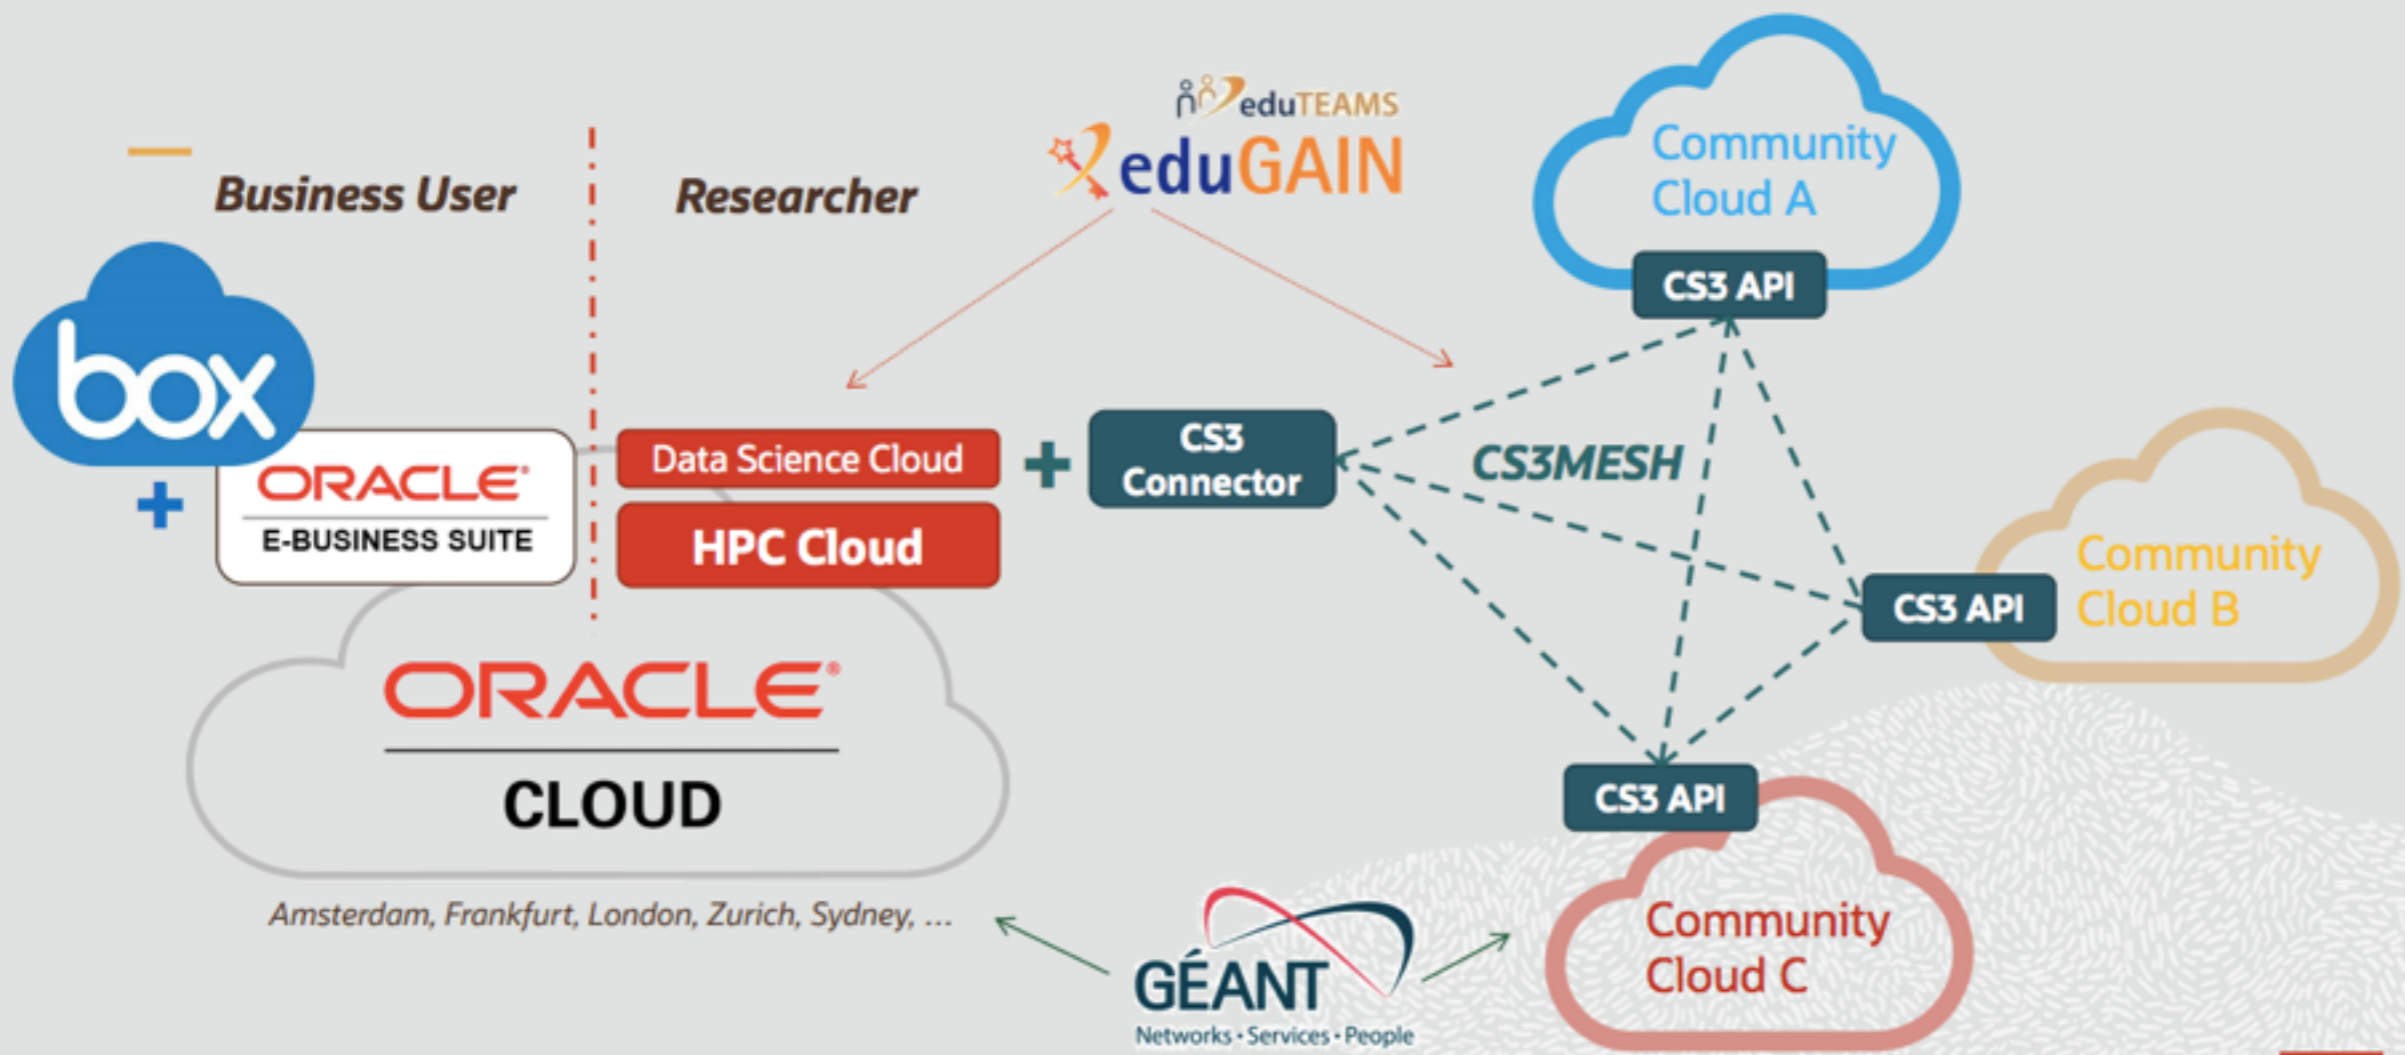 Business User
Researcher
eduTEAMS
eduGAIN
Community
Cloud A
CS3 API
box
ORACLE®
E-BUSINESS SUITE
Data Science Cloud
HPC Cloud
CS3
Connector
CS3MESH
Community
Cloud B
CS3 API
ORACLE®
CLOUD
Amsterdam, Frankfurt, London, Zurich, Sydney, ...
CS3 API
Community
Cloud C
GÉANT
Networks • Services • People